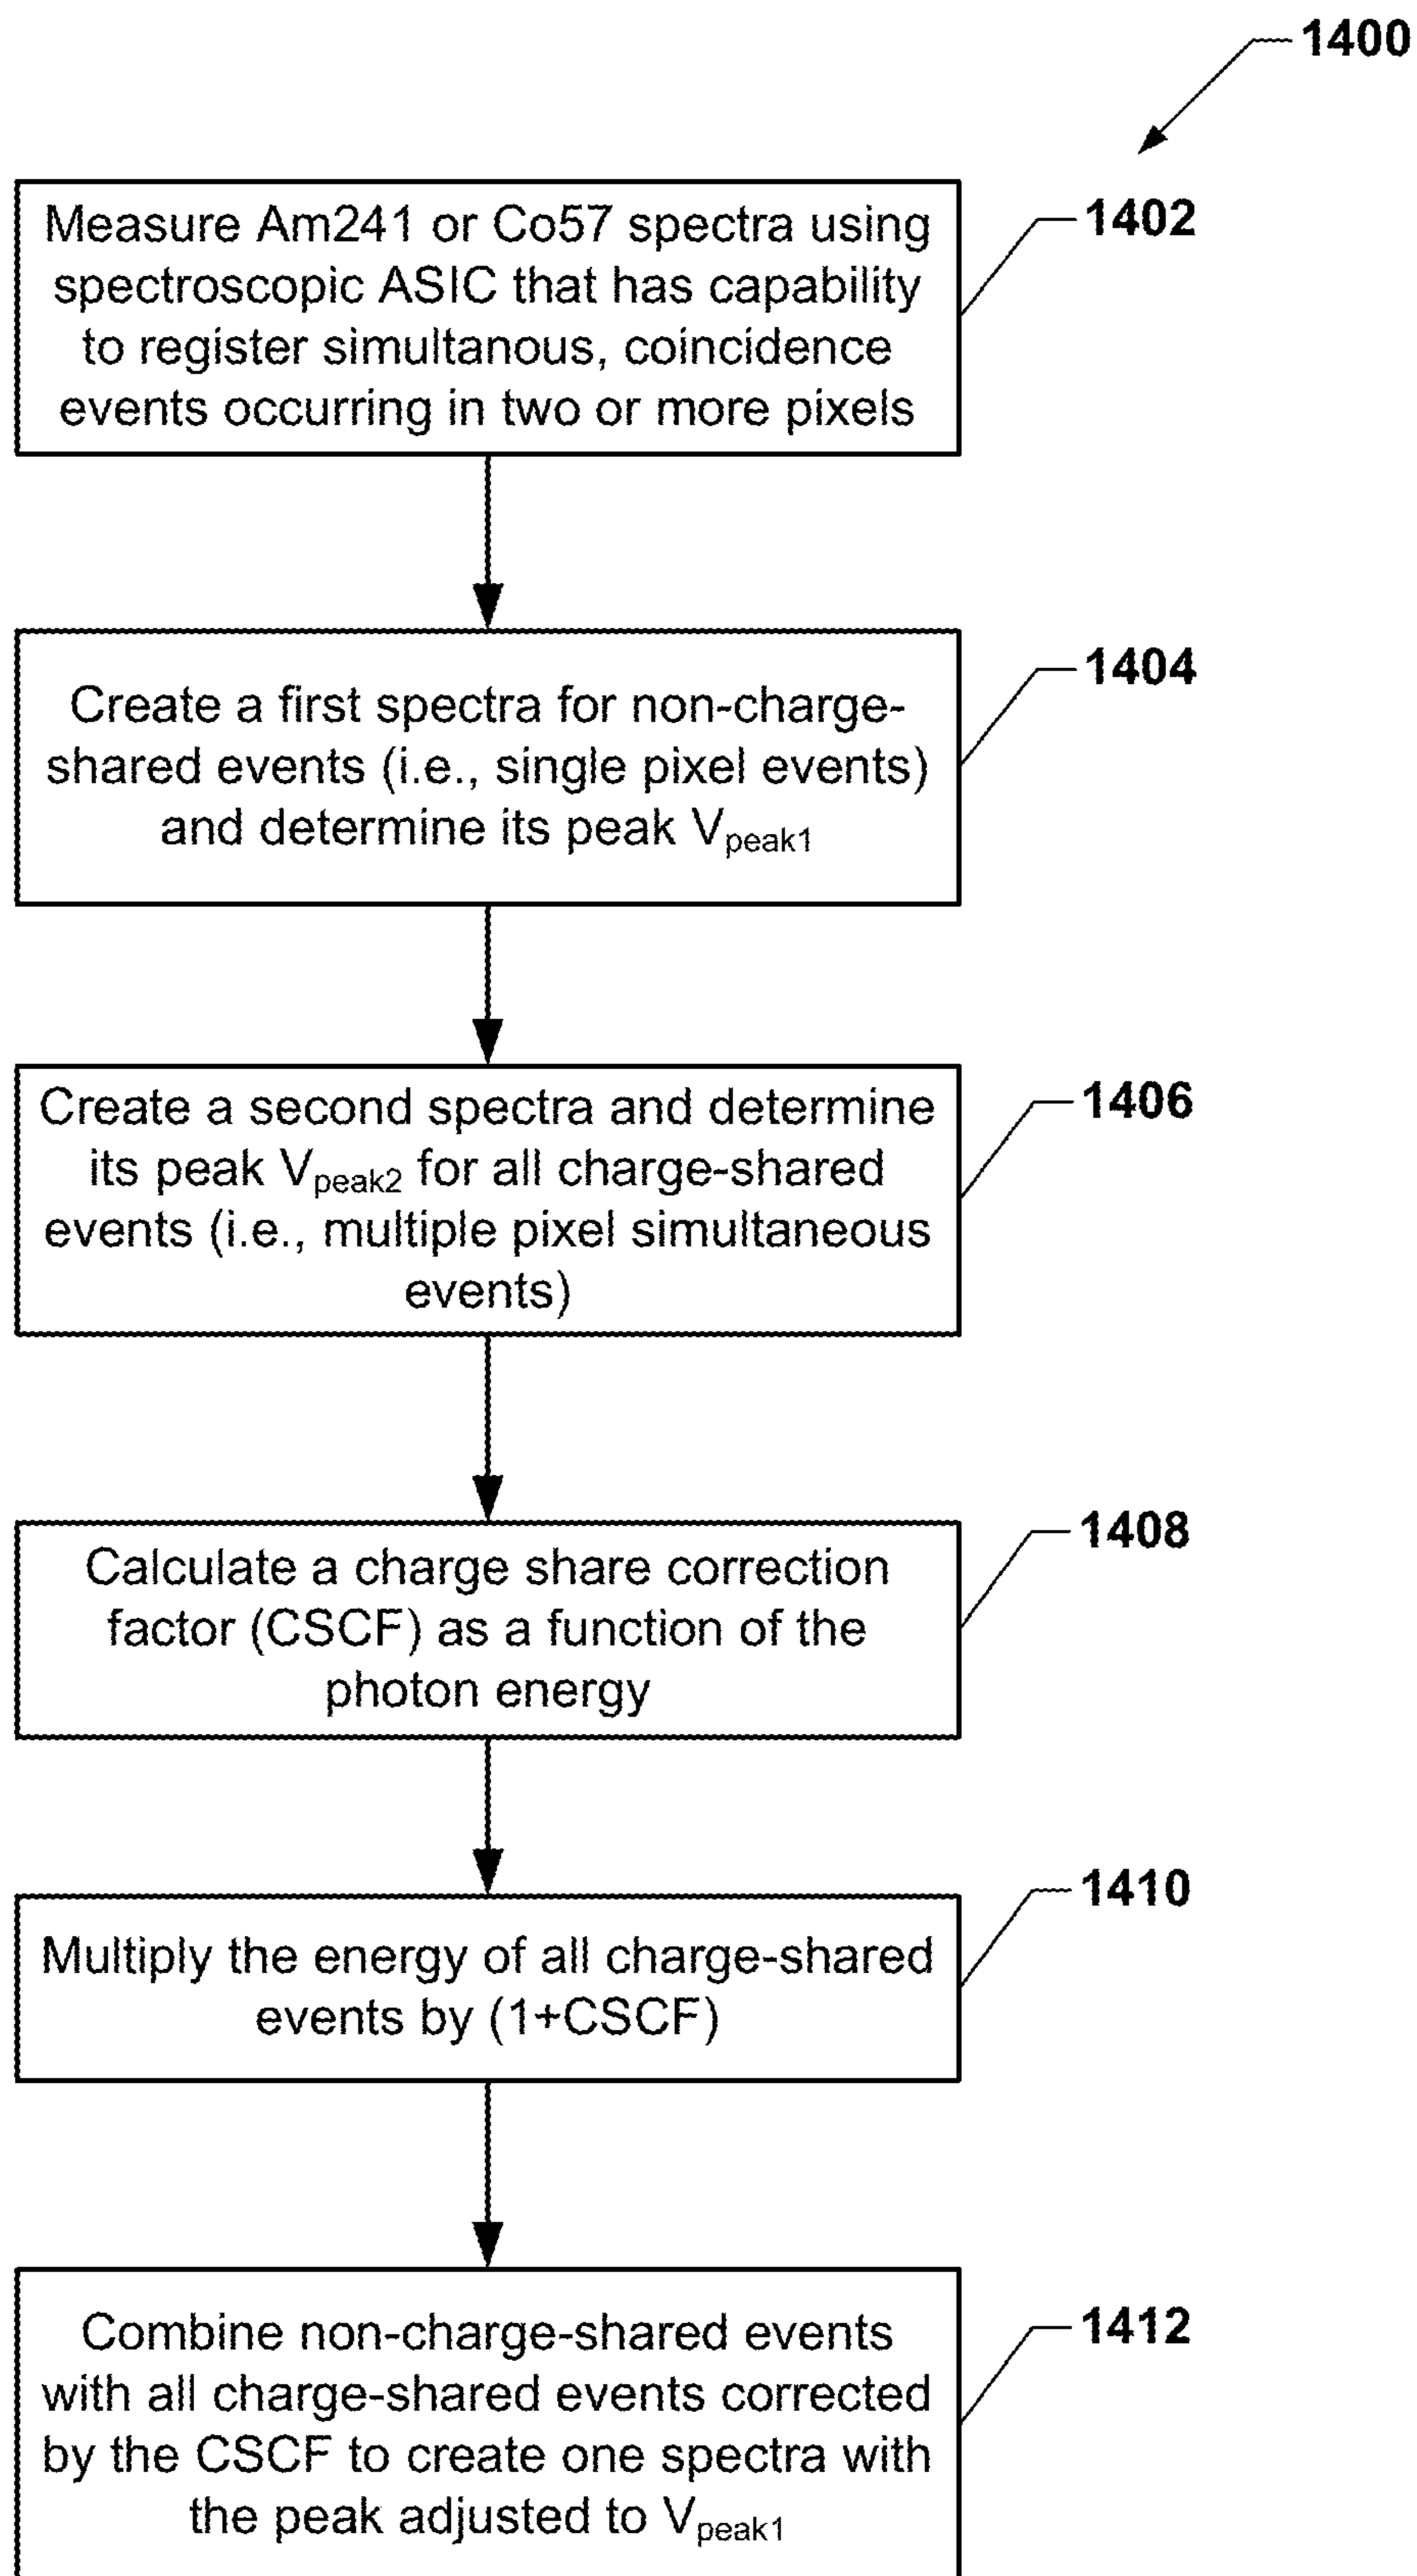 1400
Measure Am241 or Co57 spectra using
spectroscopic ASIC that has capability
to register simultanous, coincidence
events occurring in two or more pixels
1402
Create a first spectra for non-charge-
shared events (i.e., single pixel events)
and determine its peak Vpeak1
1404
Create a second spectra and determine
its peak Vpeak2 for all charge-shared
events (i.e., multiple pixel simultaneous
events)
1406
Calculate a charge share correction
factor (CSCF) as a function of the
photon energy
1408
Multiply the energy of all charge-shared
events by (1+CSCF)
1410
Combine non-charge-shared events
with all charge-shared events corrected
by the CSCF to create one spectra with
the peak adjusted to Vpeak1
1412